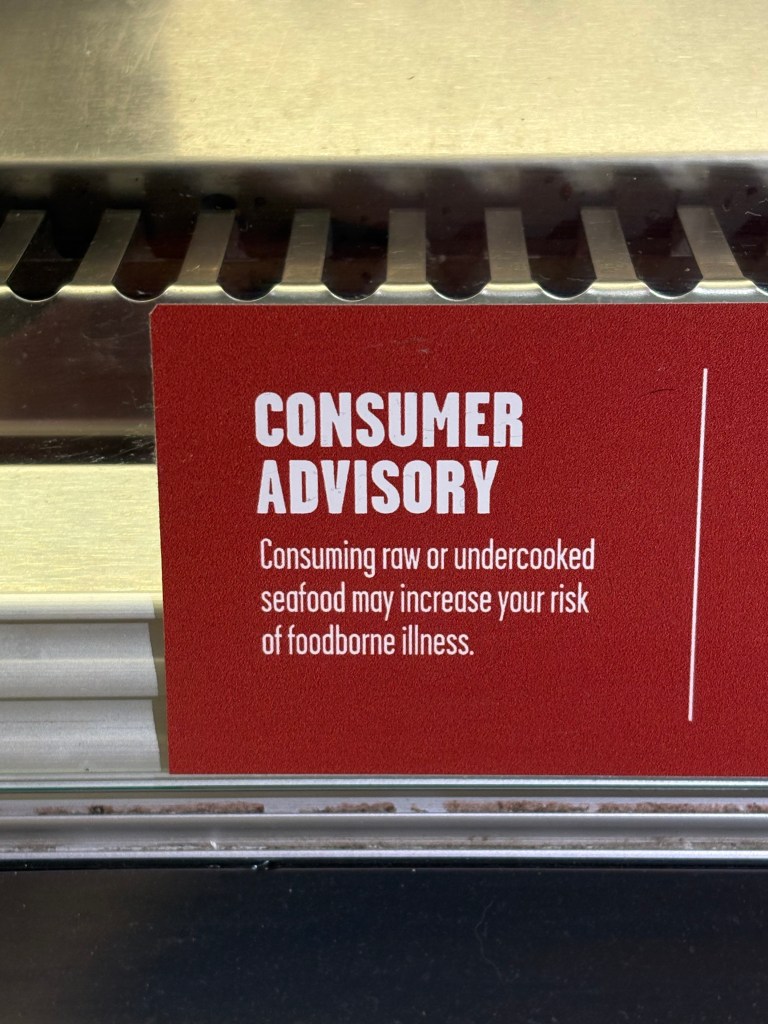 CONSUMER
ADVISORY
Consuming raw or undercooked
seafood may increase your risk
of foodborne illness.